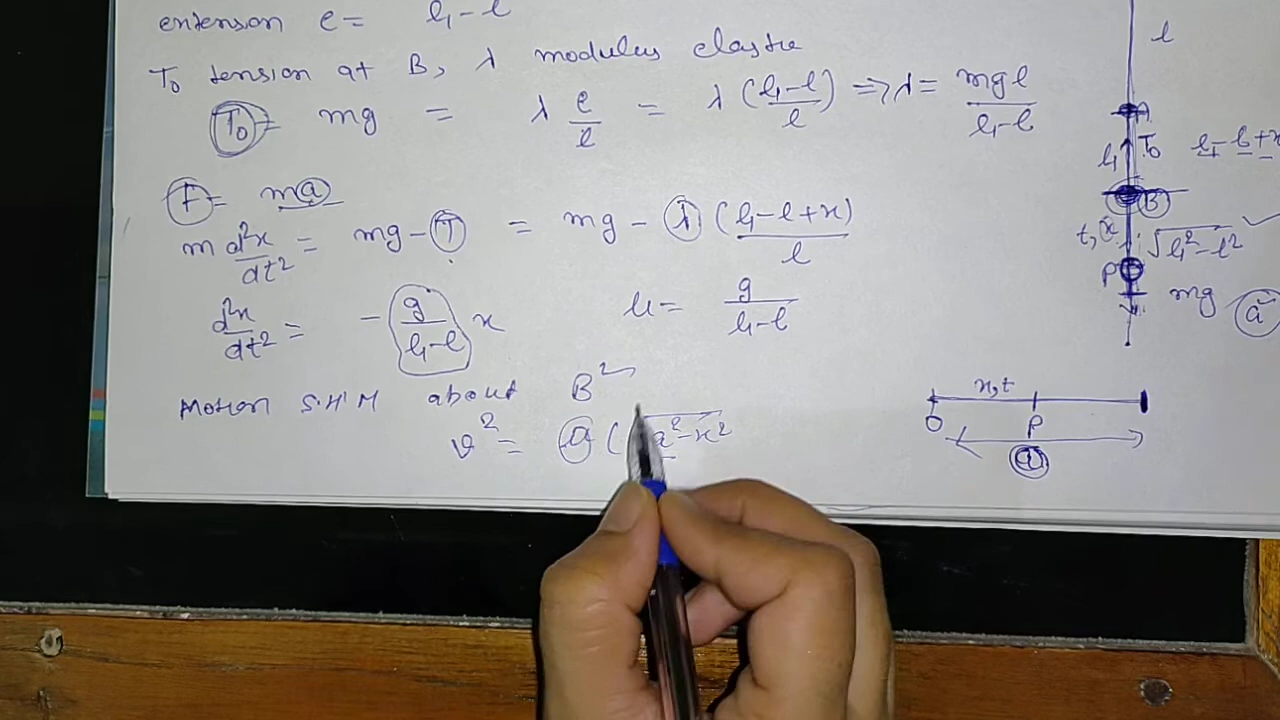 extension e = l₁ - l
T₀ tension at B, λ modulus elastic
T₀ = mg = λ e/l = λ (l₁-l)/l ⇒ λ = mgl/(l₁-l)
F = ma
m d²x/dt² = mg - T = mg - λ (l₁-l+x)/l
d²x/dt² = - g/(l₁-l) x μ = g/(l₁-l)
Motion S.H.M about B
v² = (√a²-x²
l
A
l₁ T₀ l₁-l+x
B
t, x √l₁²-l²
P
mg a
x, t
O P
a